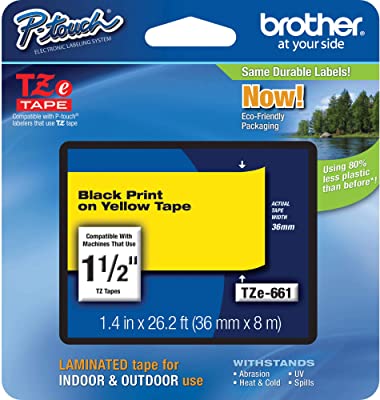 P-touch
ELECTRONIC LABELING SYSTEM
brother
at your side
TZe
TAPE
Compatible with P-touch®
labelers that use TZ tape
Same Durable Labels!
Now!
Eco-Friendly
Packaging
Using 80%
less plastic
than before*!
Black Print
on Yellow Tape
ACTUAL
TAPE
WIDTH
36mm
Compatible With
Machines That Use
1½"
TZ Tapes
TZe-661
1.4 in x 26.2 ft (36 mm x 8 m)
LAMINATED tape for
INDOOR & OUTDOOR use
WITHSTANDS
• Abrasion
• UV
• Heat & Cold
• Spills